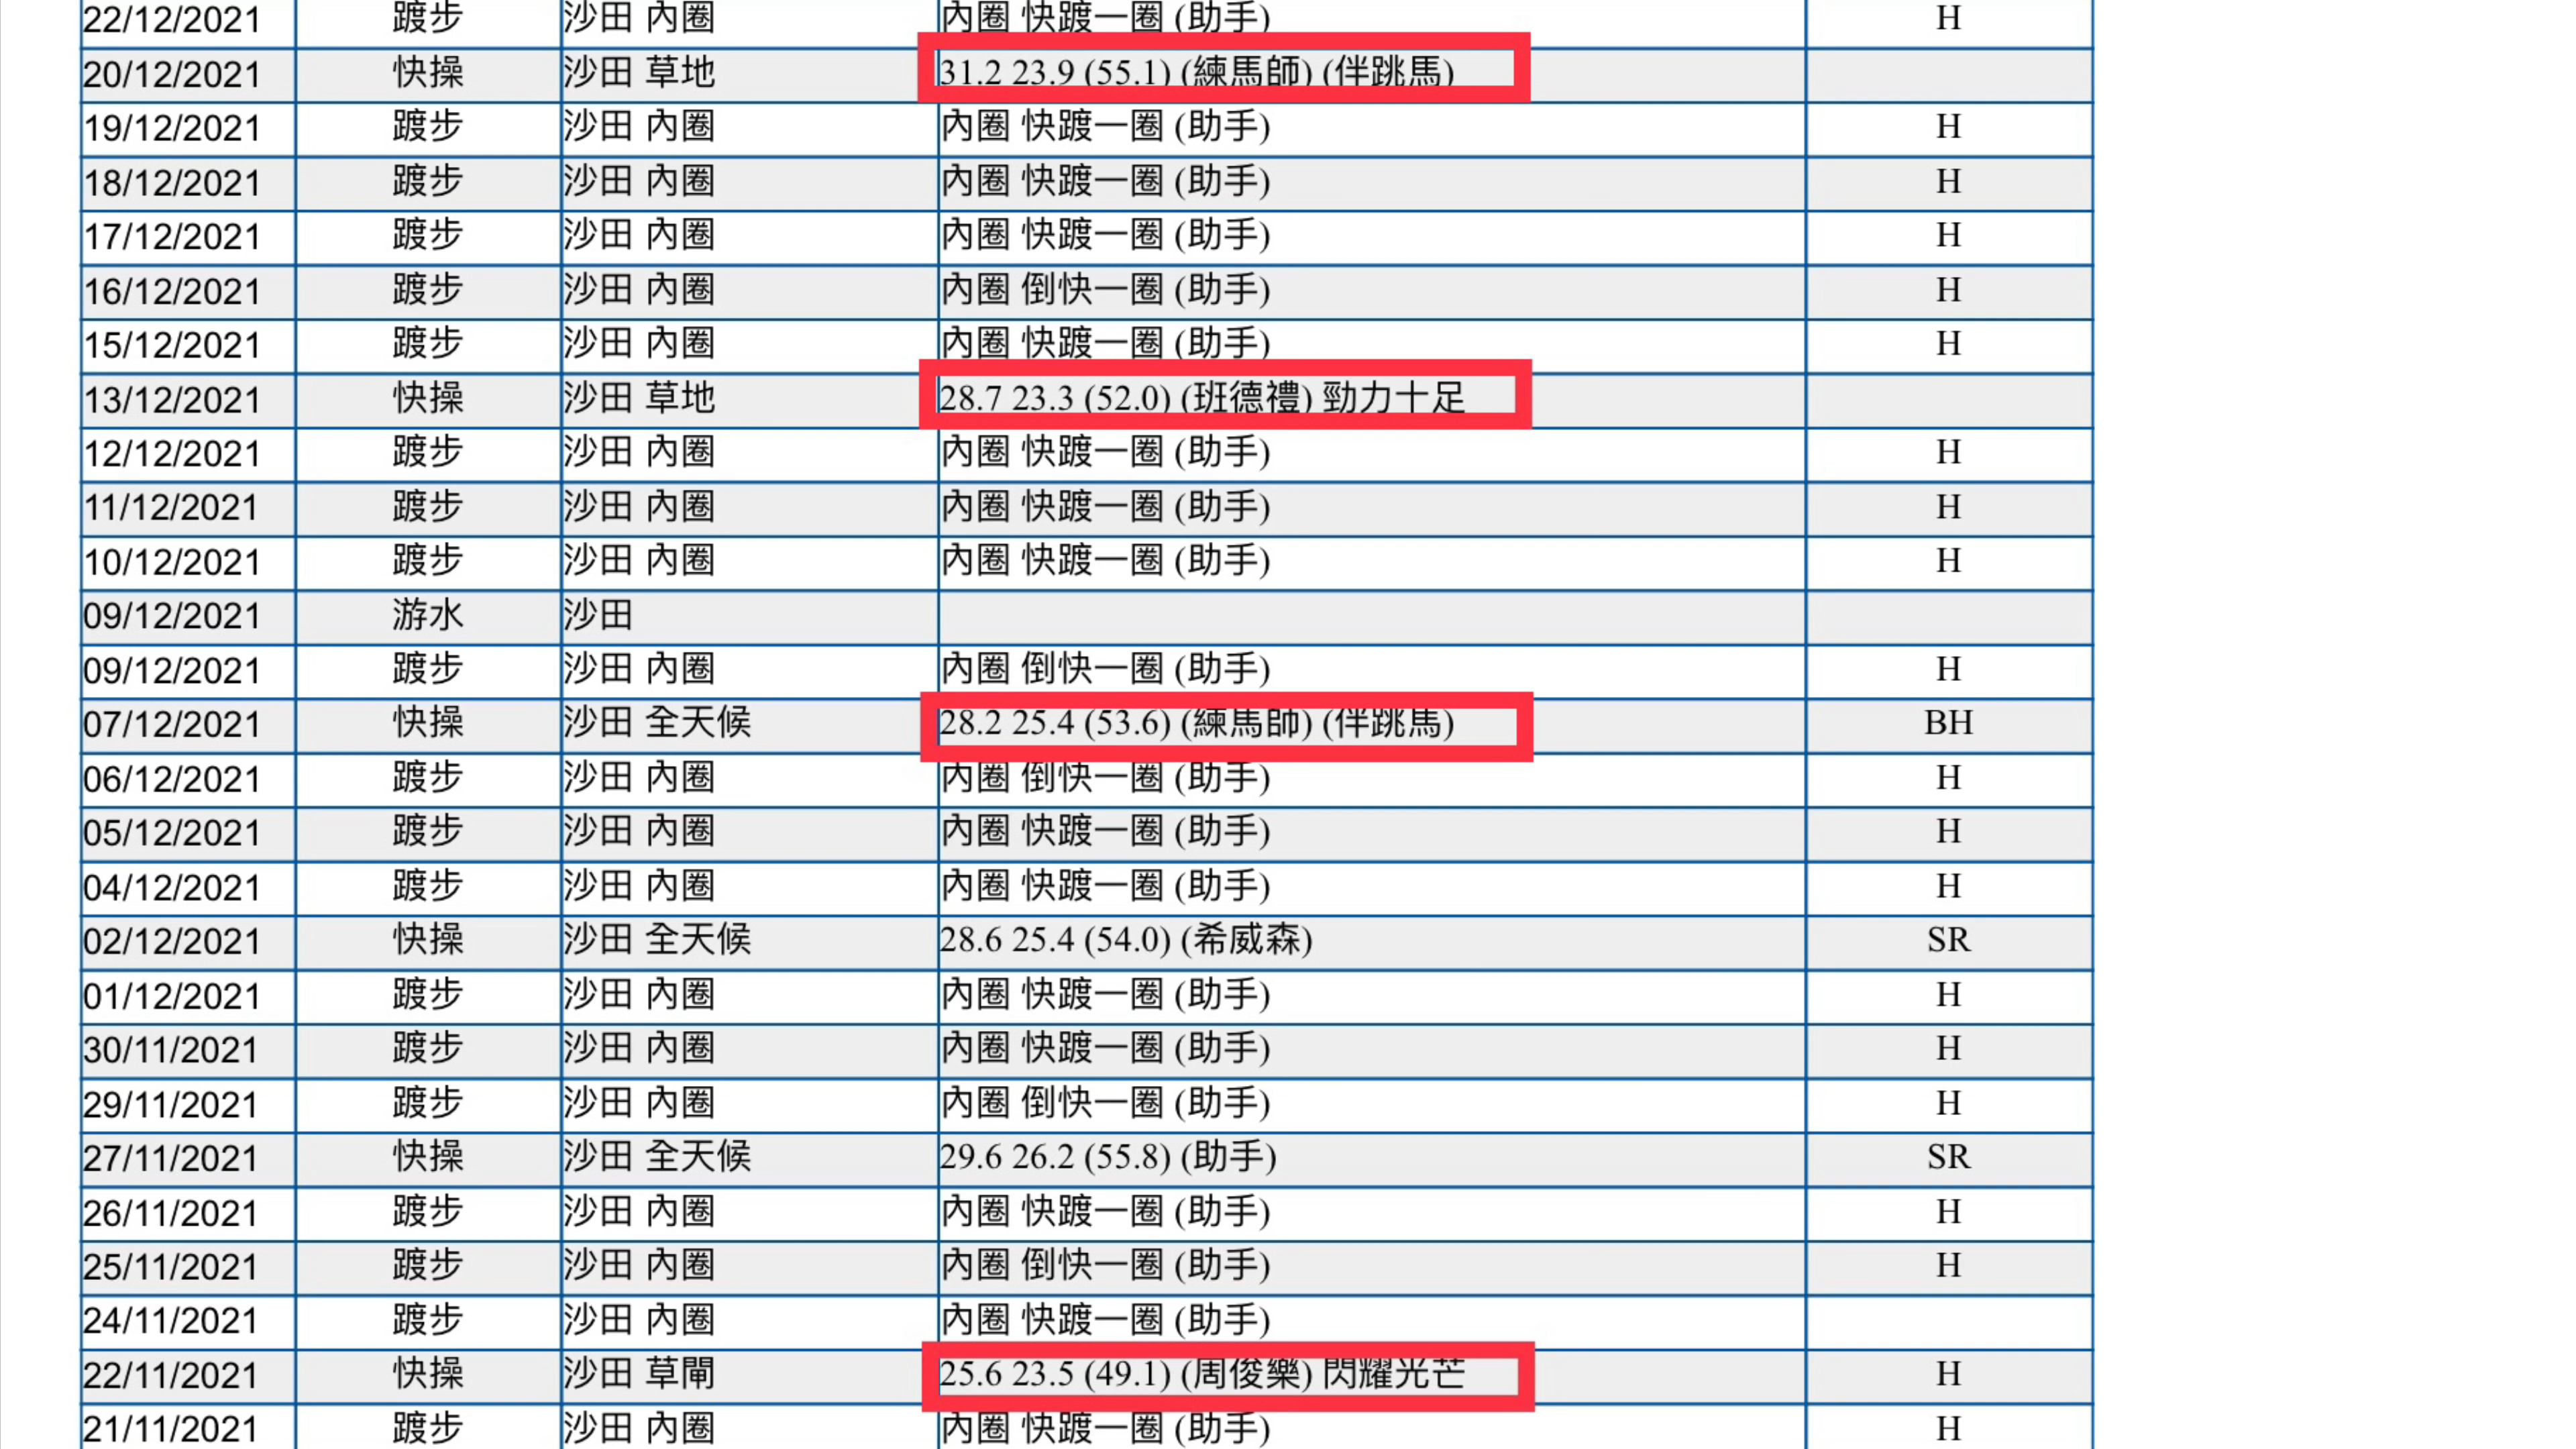 22/12/2021 踱步 沙田 內圈 內圈 快踱一圈 (助手) H
20/12/2021 快操 沙田 草地 31.2 23.9 (55.1) (練馬師) (伴跳馬)
19/12/2021 踱步 沙田 內圈 內圈 快踱一圈 (助手) H
18/12/2021 踱步 沙田 內圈 內圈 快踱一圈 (助手) H
17/12/2021 踱步 沙田 內圈 內圈 快踱一圈 (助手) H
16/12/2021 踱步 沙田 內圈 內圈 倒快一圈 (助手) H
15/12/2021 踱步 沙田 內圈 內圈 快踱一圈 (助手) H
13/12/2021 快操 沙田 草地 28.7 23.3 (52.0) (班德禮) 勁力十足
12/12/2021 踱步 沙田 內圈 內圈 快踱一圈 (助手) H
11/12/2021 踱步 沙田 內圈 內圈 快踱一圈 (助手) H
10/12/2021 踱步 沙田 內圈 內圈 快踱一圈 (助手) H
09/12/2021 游水 沙田
09/12/2021 踱步 沙田 內圈 內圈 倒快一圈 (助手) H
07/12/2021 快操 沙田 全天候 28.2 25.4 (53.6) (練馬師) (伴跳馬) BH
06/12/2021 踱步 沙田 內圈 內圈 倒快一圈 (助手) H
05/12/2021 踱步 沙田 內圈 內圈 快踱一圈 (助手) H
04/12/2021 踱步 沙田 內圈 內圈 快踱一圈 (助手) H
02/12/2021 快操 沙田 全天候 28.6 25.4 (54.0) (希威森) SR
01/12/2021 踱步 沙田 內圈 內圈 快踱一圈 (助手) H
30/11/2021 踱步 沙田 內圈 內圈 快踱一圈 (助手) H
29/11/2021 踱步 沙田 內圈 內圈 倒快一圈 (助手) H
27/11/2021 快操 沙田 全天候 29.6 26.2 (55.8) (助手) SR
26/11/2021 踱步 沙田 內圈 內圈 快踱一圈 (助手) H
25/11/2021 踱步 沙田 內圈 內圈 倒快一圈 (助手) H
24/11/2021 踱步 沙田 內圈 內圈 快踱一圈 (助手)
22/11/2021 快操 沙田 草閘 25.6 23.5 (49.1) (周俊樂) 閃耀光芒 H
21/11/2021 踱步 沙田 內圈 內圈 快踱一圈 (助手) H